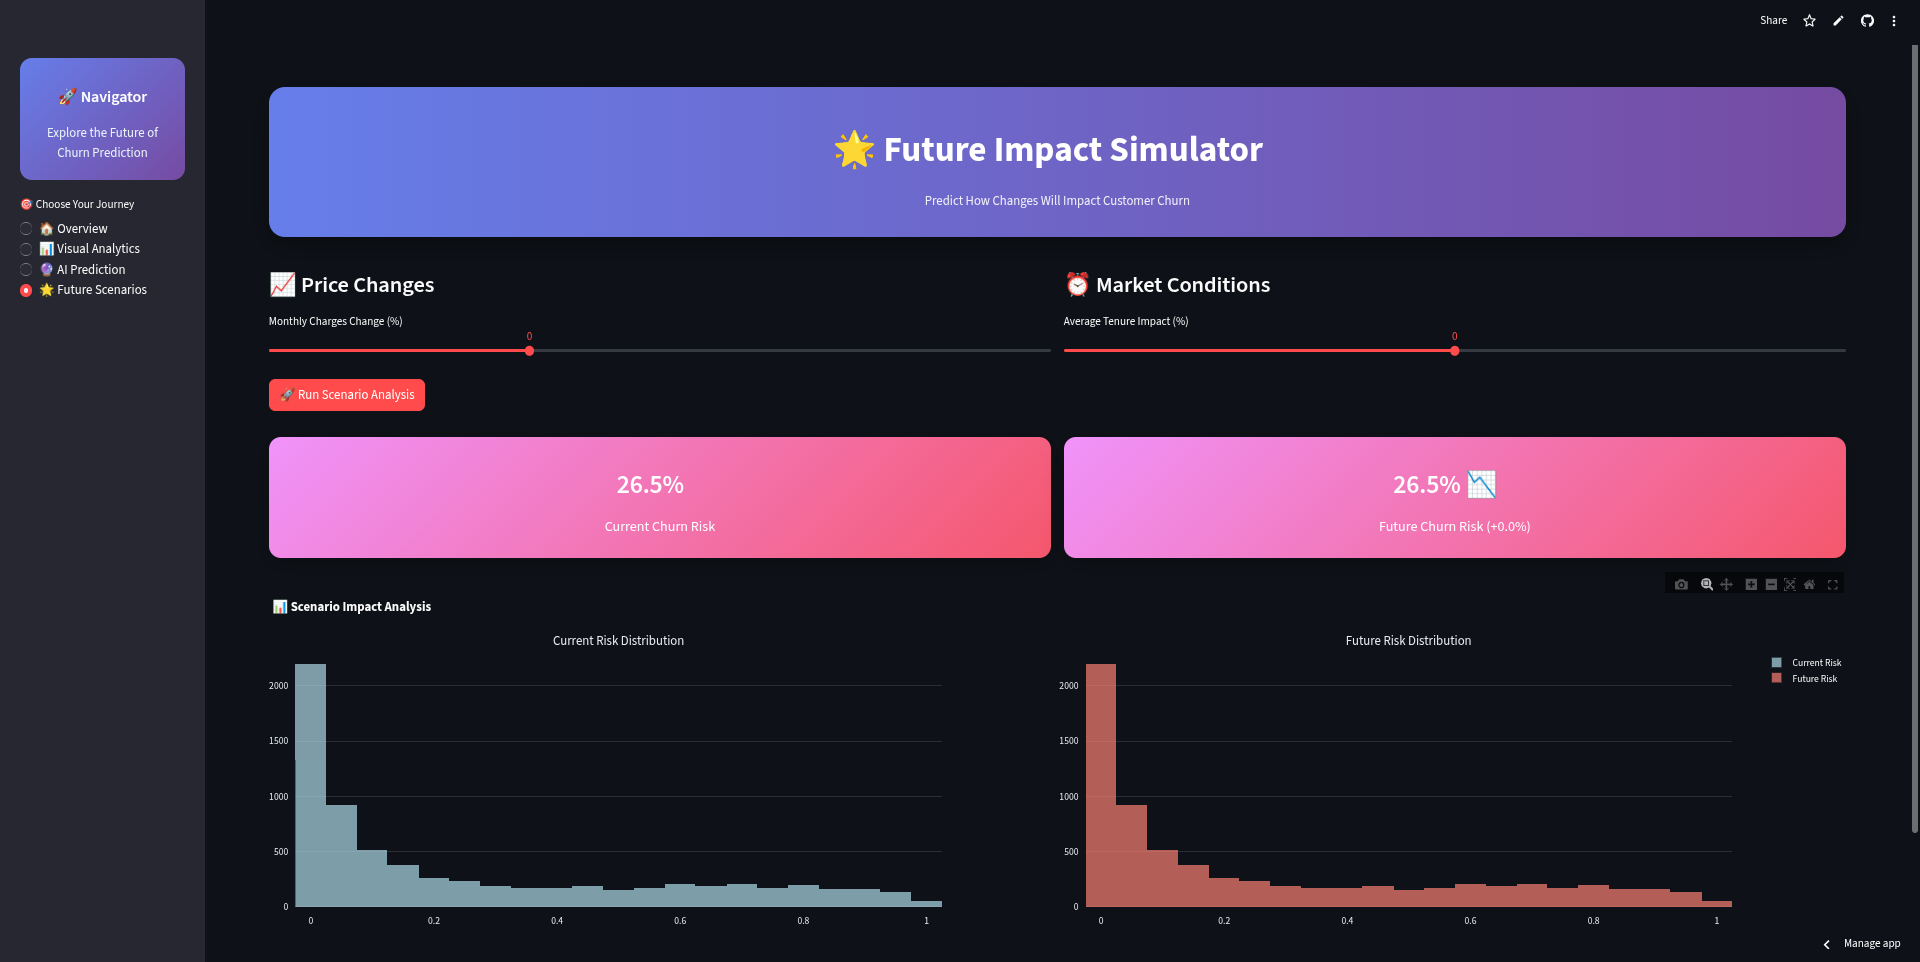 Share
🚀 Navigator
Explore the Future of
Churn Prediction
🎯 Choose Your Journey
🏠 Overview
📊 Visual Analytics
🔮 AI Prediction
🌟 Future Scenarios
🌟 Future Impact Simulator
Predict How Changes Will Impact Customer Churn
📈 Price Changes
Monthly Charges Change (%)
0
⏰ Market Conditions
Average Tenure Impact (%)
0
🚀 Run Scenario Analysis
26.5%
Current Churn Risk
26.5% 📉
Future Churn Risk (+0.0%)
📊 Scenario Impact Analysis
Current Risk Distribution
2000
1500
1000
500
0
0 0.2 0.4 0.6 0.8 1
Future Risk Distribution
2000
1500
1000
500
0
0 0.2 0.4 0.6 0.8 1
Current Risk
Future Risk
Manage app